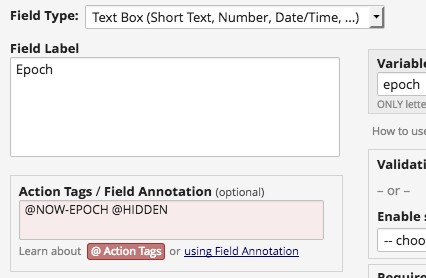 Field Type: Text Box (Short Text, Number, Date/Time, ...)
Field Label
Epoch
Variable
epoch
ONLY lette
How to use
Action Tags / Field Annotation (optional)
@NOW-EPOCH @HIDDEN
Learn about @ Action Tags or using Field Annotation
Validati
– or –
Enable s
-- choo
Require